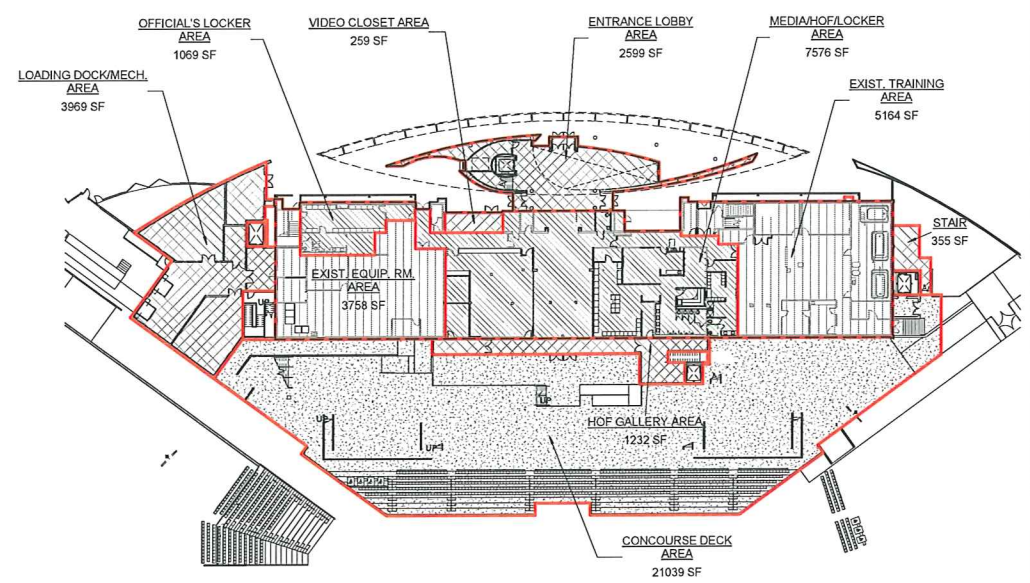 OFFICIAL'S LOCKER
AREA
1069 SF
VIDEO CLOSET AREA
259 SF
ENTRANCE LOBBY
AREA
2599 SF
MEDIA/HOF/LOCKER
AREA
7576 SF
LOADING DOCK/MECH.
AREA
3969 SF
EXIST. TRAINING
AREA
5164 SF
STAIR
355 SF
EXIST. EQUIP. RM.
AREA
3758 SF
UP
UP
UP
UP
HOF GALLERY AREA
1232 SF
CONCOURSE DECK
AREA
21039 SF